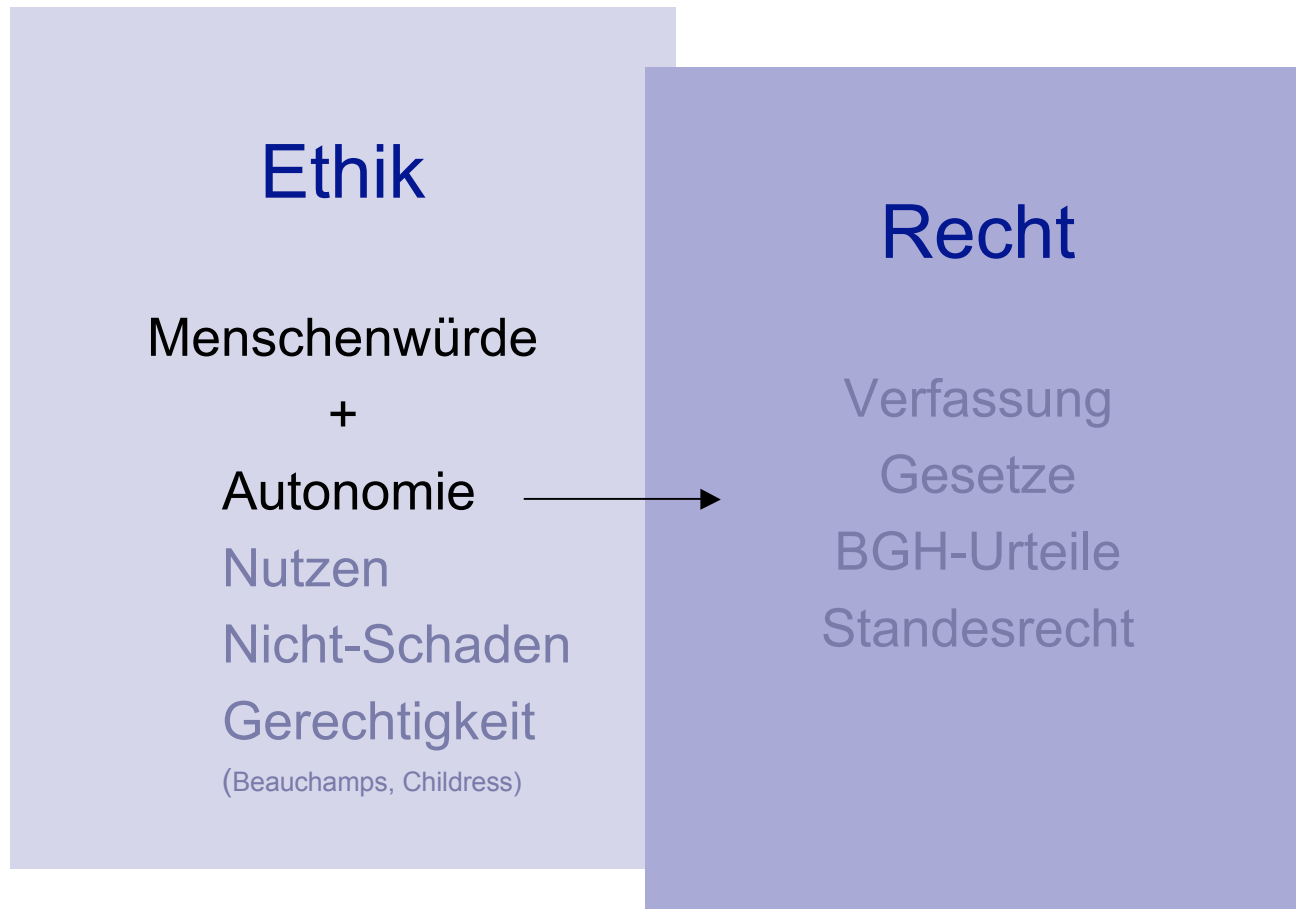 Ethik
Menschenwürde
+
Autonomie
Nutzen
Nicht-Schaden
Gerechtigkeit
(Beauchamps, Childress)
Recht
Verfassung
Gesetze
BGH-Urteile
Standesrecht